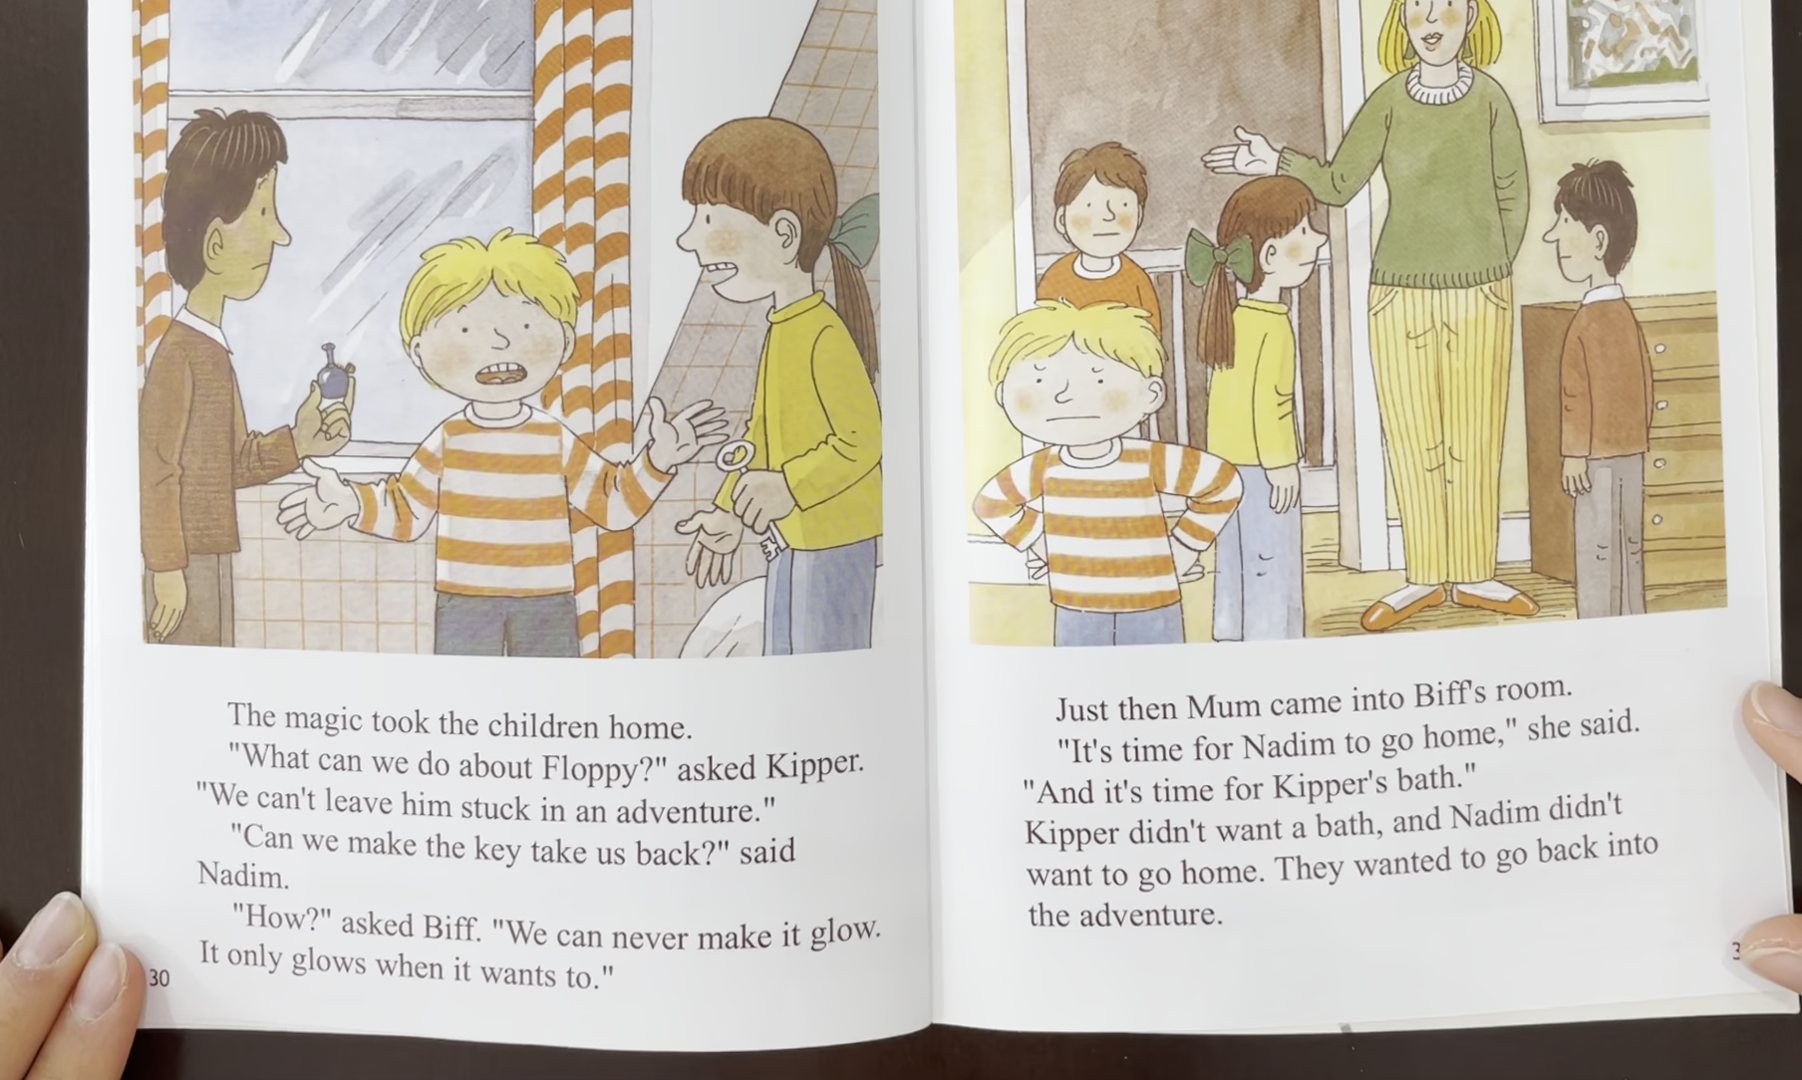 The magic took the children home.
"What can we do about Floppy?" asked Kipper.
"We can't leave him stuck in an adventure."
"Can we make the key take us back?" said
Nadim.
"How?" asked Biff. "We can never make it glow.
It only glows when it wants to."
30
Just then Mum came into Biff's room.
"It's time for Nadim to go home," she said.
"And it's time for Kipper's bath."
Kipper didn't want a bath, and Nadim didn't
want to go home. They wanted to go back into
the adventure.